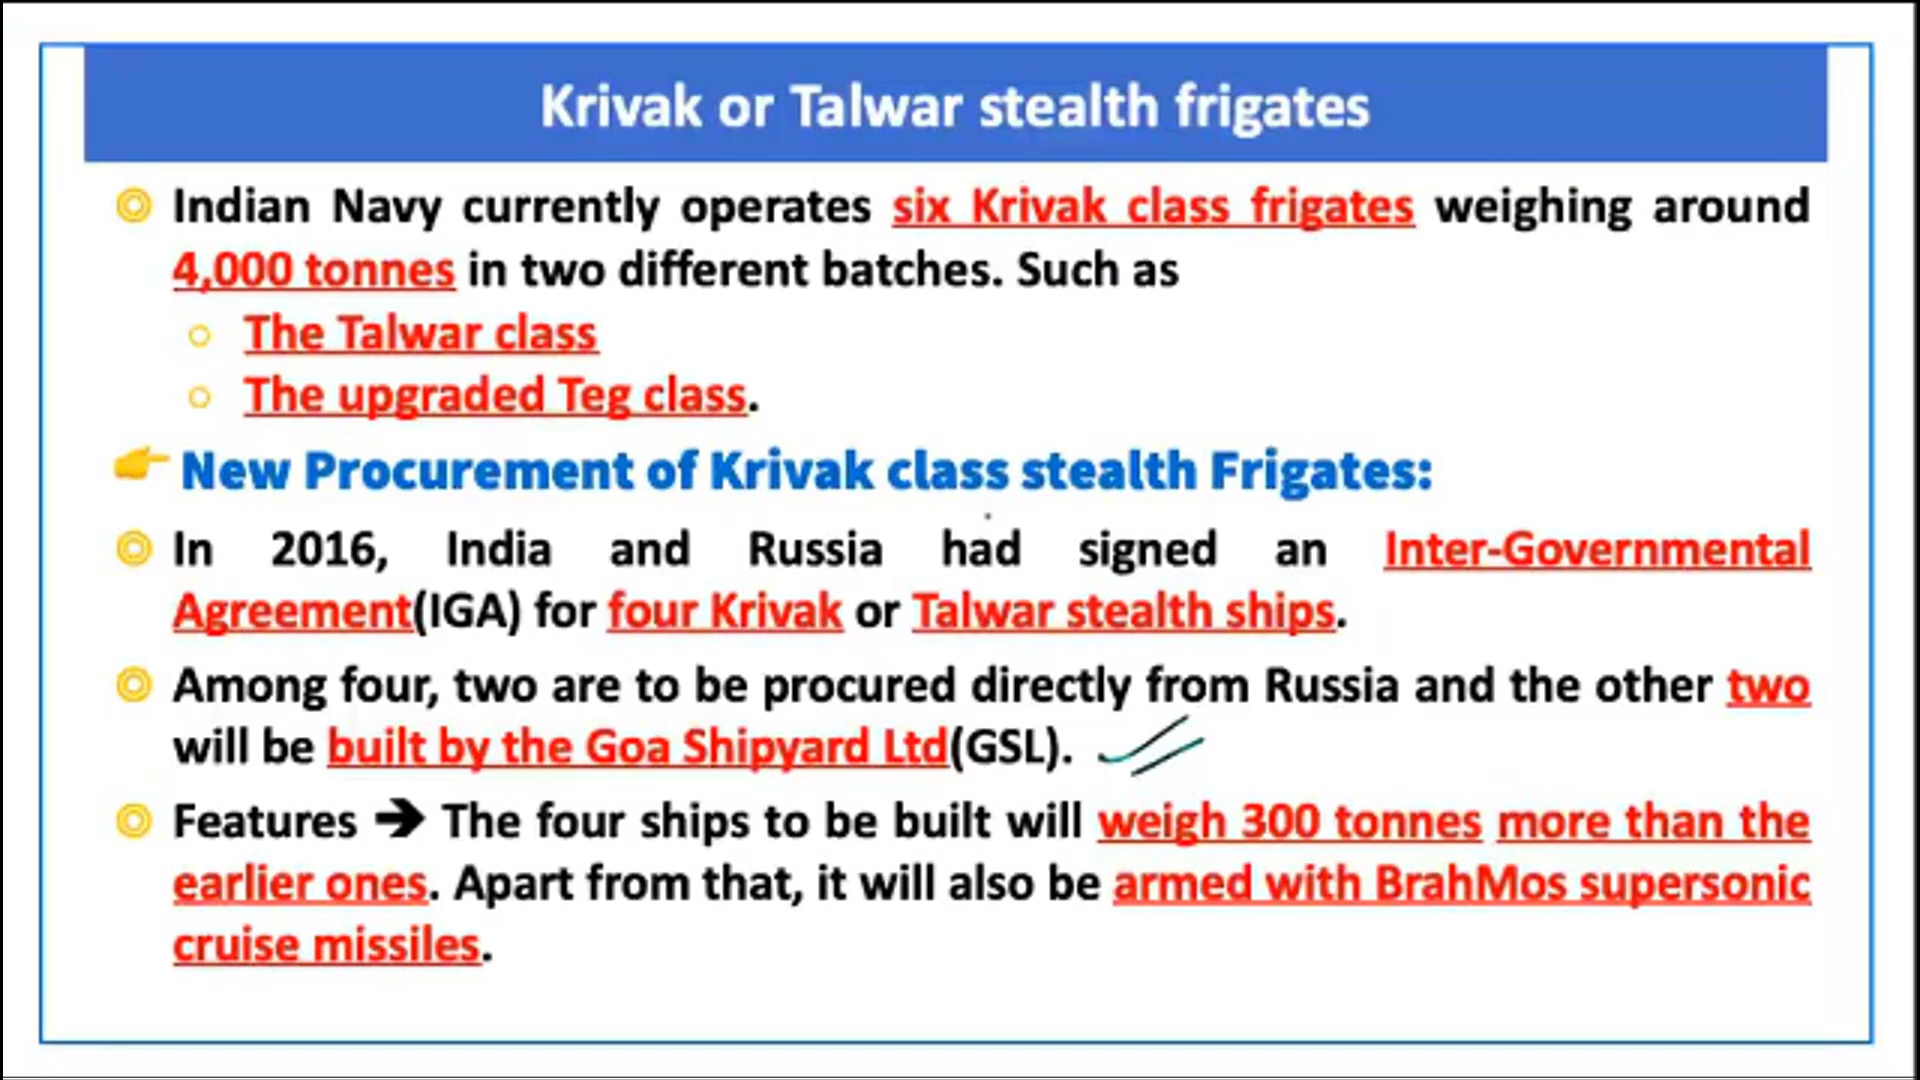 Krivak or Talwar stealth frigates
Indian Navy currently operates six Krivak class frigates weighing around
4,000 tonnes in two different batches. Such as
The Talwar class
The upgraded Teg class.
New Procurement of Krivak class stealth Frigates:
In 2016, India and Russia had signed an Inter-Governmental
Agreement(IGA) for four Krivak or Talwar stealth ships.
Among four, two are to be procured directly from Russia and the other two
will be built by the Goa Shipyard Ltd(GSL).
Features ➔ The four ships to be built will weigh 300 tonnes more than the
earlier ones. Apart from that, it will also be armed with BrahMos supersonic
cruise missiles.